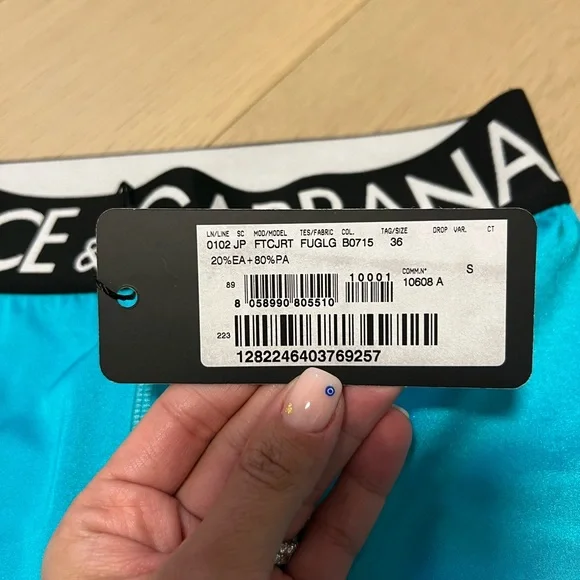 CE & GABBANA
LN/LINE SC MOD/MODEL TES/FABRIC COL. TAG/SIZE DROP VAR. CT
0102 JP FTCJRT FUGLG B0715 36
20%EA+80%PA
S
89
10001
COMM.N°
10608 A
8 058990 805510
223
1282246403769257